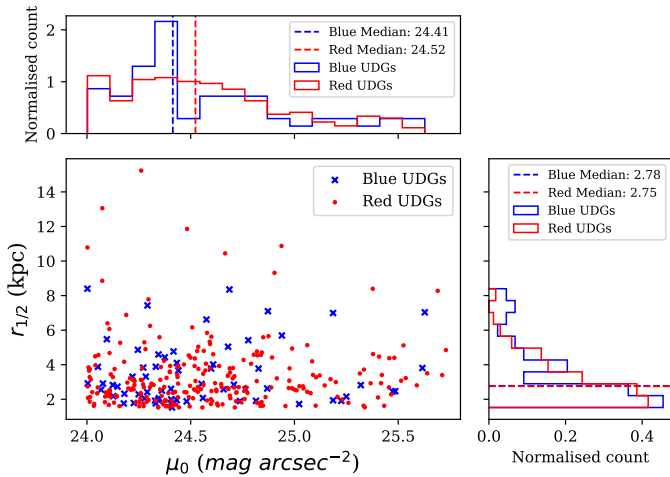 2
1
0
Normalised count
Blue Median: 24.41
Red Median: 24.52
Blue UDGs
Red UDGs
14
12
10
8
6
4
2
r1/2 (kpc)
Blue UDGs
Red UDGs
24.0 24.5 25.0 25.5
μ0 (mag arcsec−2)
Blue Median: 2.78
Red Median: 2.75
Blue UDGs
Red UDGs
0.0 0.2 0.4
Normalised count